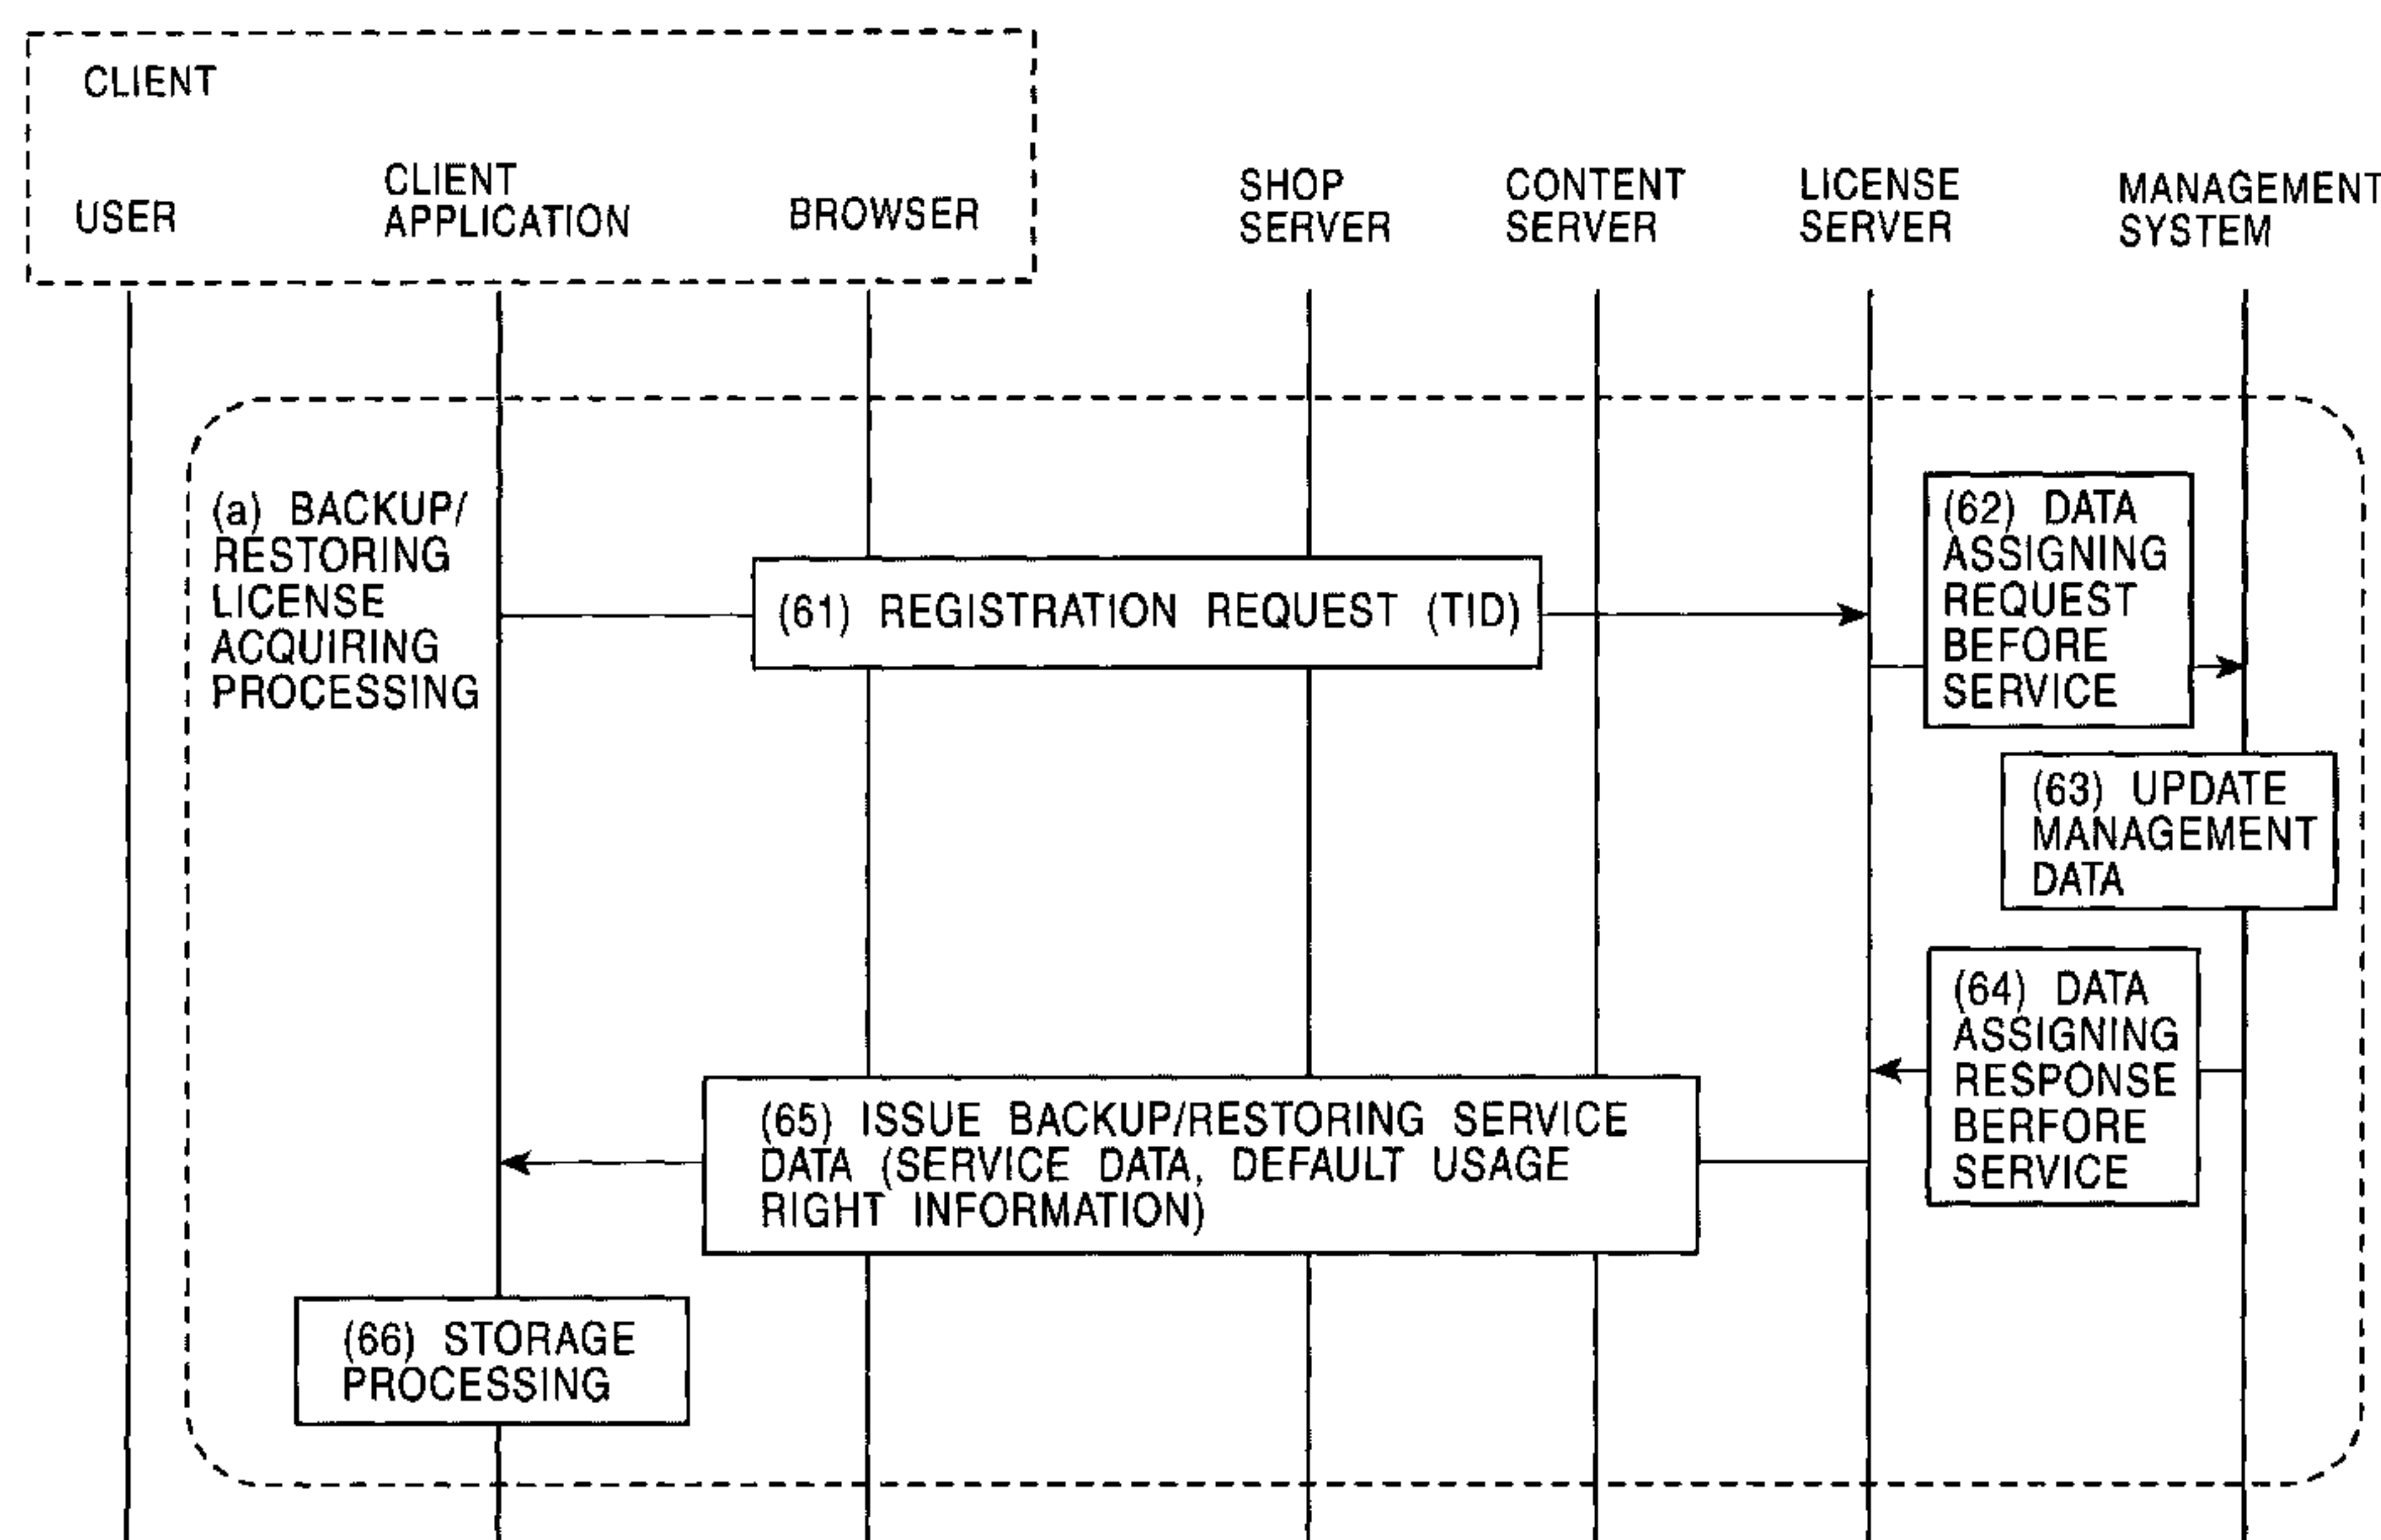 CLIENT
USER
CLIENT
APPLICATION
BROWSER
SHOP
SERVER
CONTENT
SERVER
LICENSE
SERVER
MANAGEMENT
SYSTEM
(a) BACKUP/
RESTORING
LICENSE
ACQUIRING
PROCESSING
(61) REGISTRATION REQUEST (TID)
(62) DATA
ASSIGNING
REQUEST
BEFORE
SERVICE
(63) UPDATE
MANAGEMENT
DATA
(64) DATA
ASSIGNING
RESPONSE
BERFORE
SERVICE
(65) ISSUE BACKUP/RESTORING SERVICE
DATA (SERVICE DATA, DEFAULT USAGE
RIGHT INFORMATION)
(66) STORAGE
PROCESSING